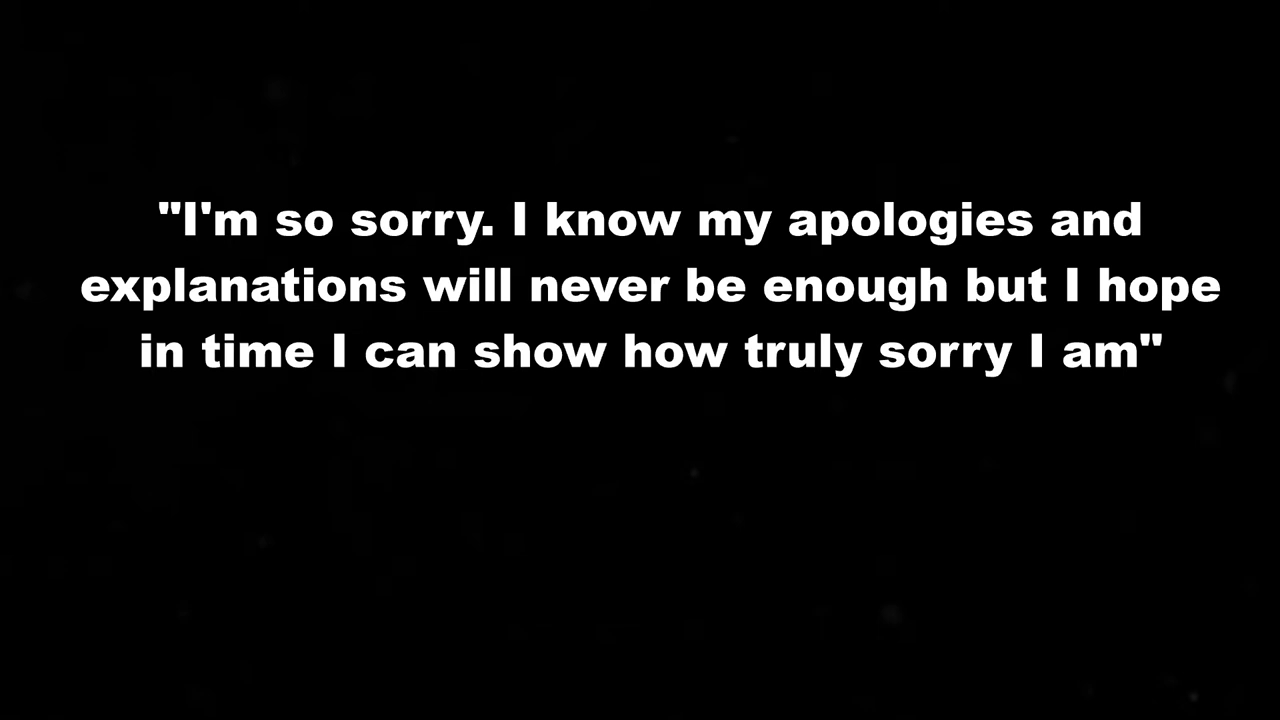 "I'm so sorry. I know my apologies and
explanations will never be enough but I hope
in time I can show how truly sorry I am"